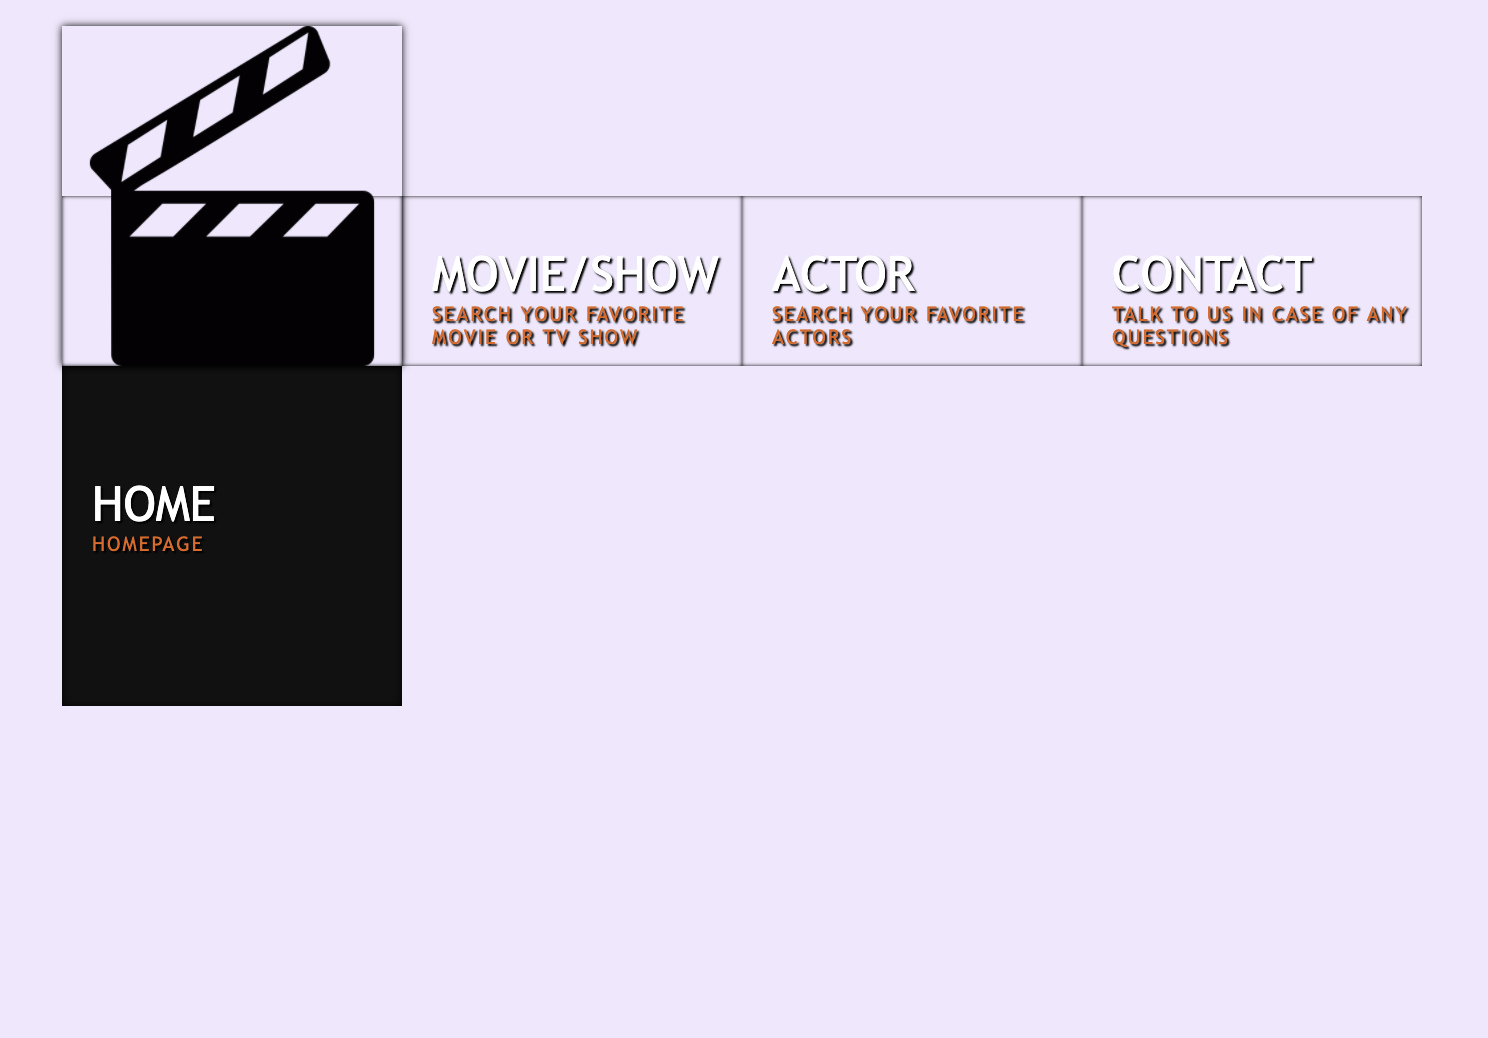 MOVIE/SHOW
SEARCH YOUR FAVORITE
MOVIE OR TV SHOW
ACTOR
SEARCH YOUR FAVORITE
ACTORS
CONTACT
TALK TO US IN CASE OF ANY
QUESTIONS
HOME
HOMEPAGE